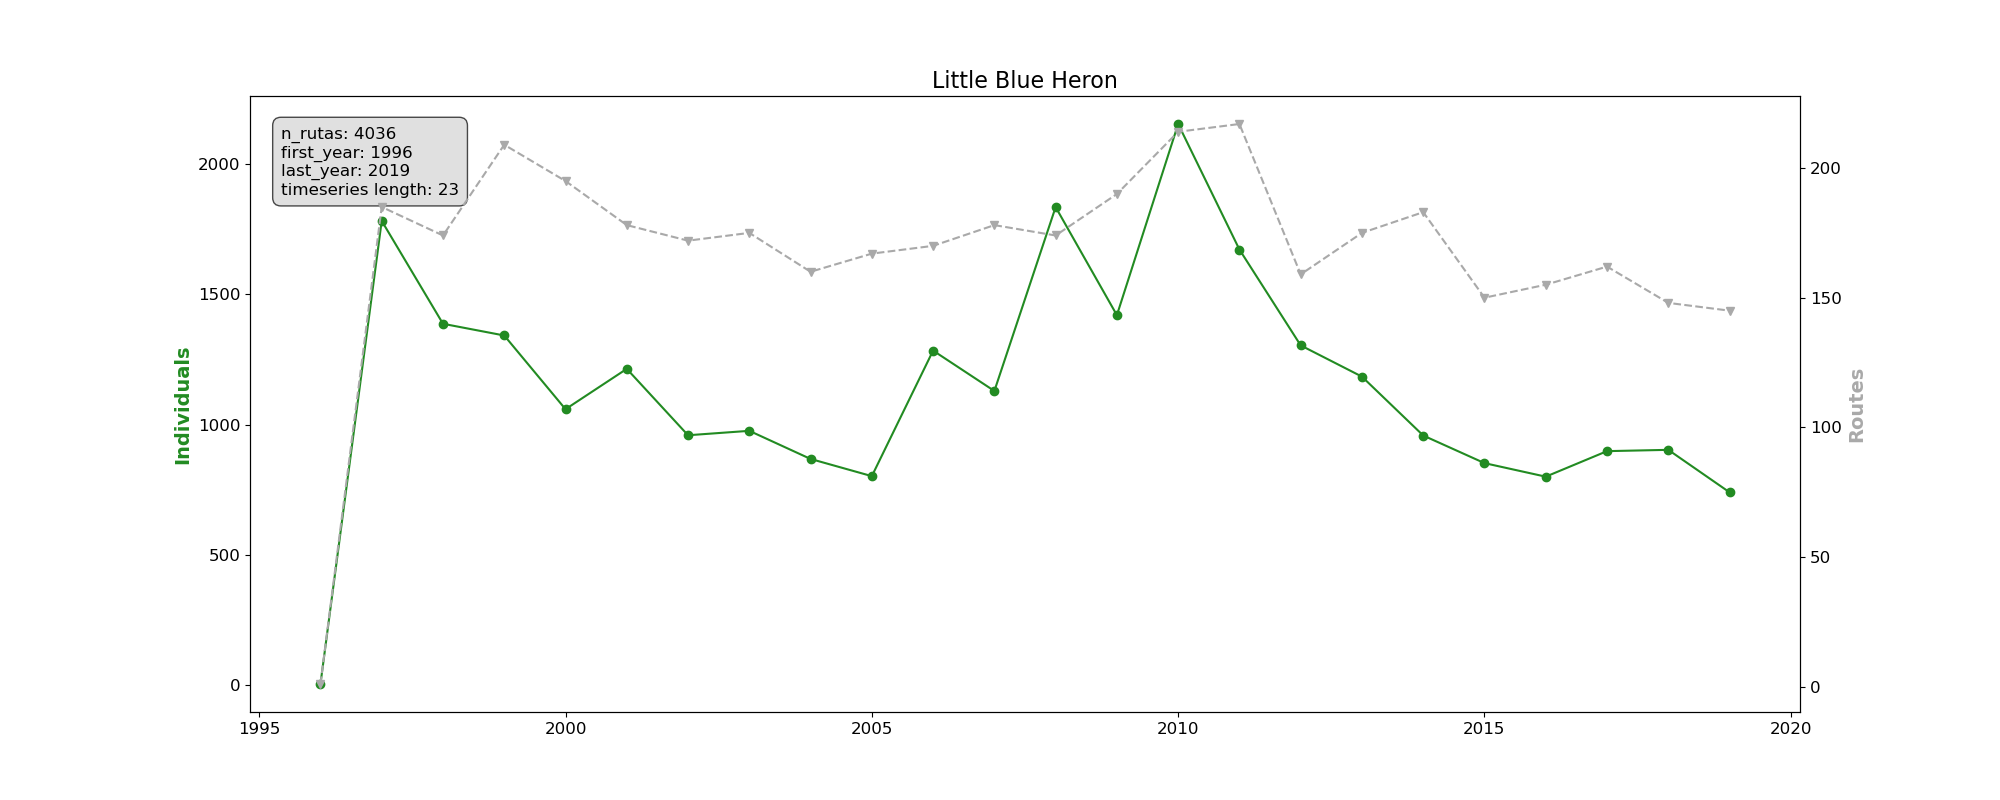 Little Blue Heron
n_rutas: 4036
first_year: 1996
last_year: 2019
timeseries length: 23
2000
1500
1000
500
0
Individuals
200
150
100
50
0
Routes
1995
2000
2005
2010
2015
2020